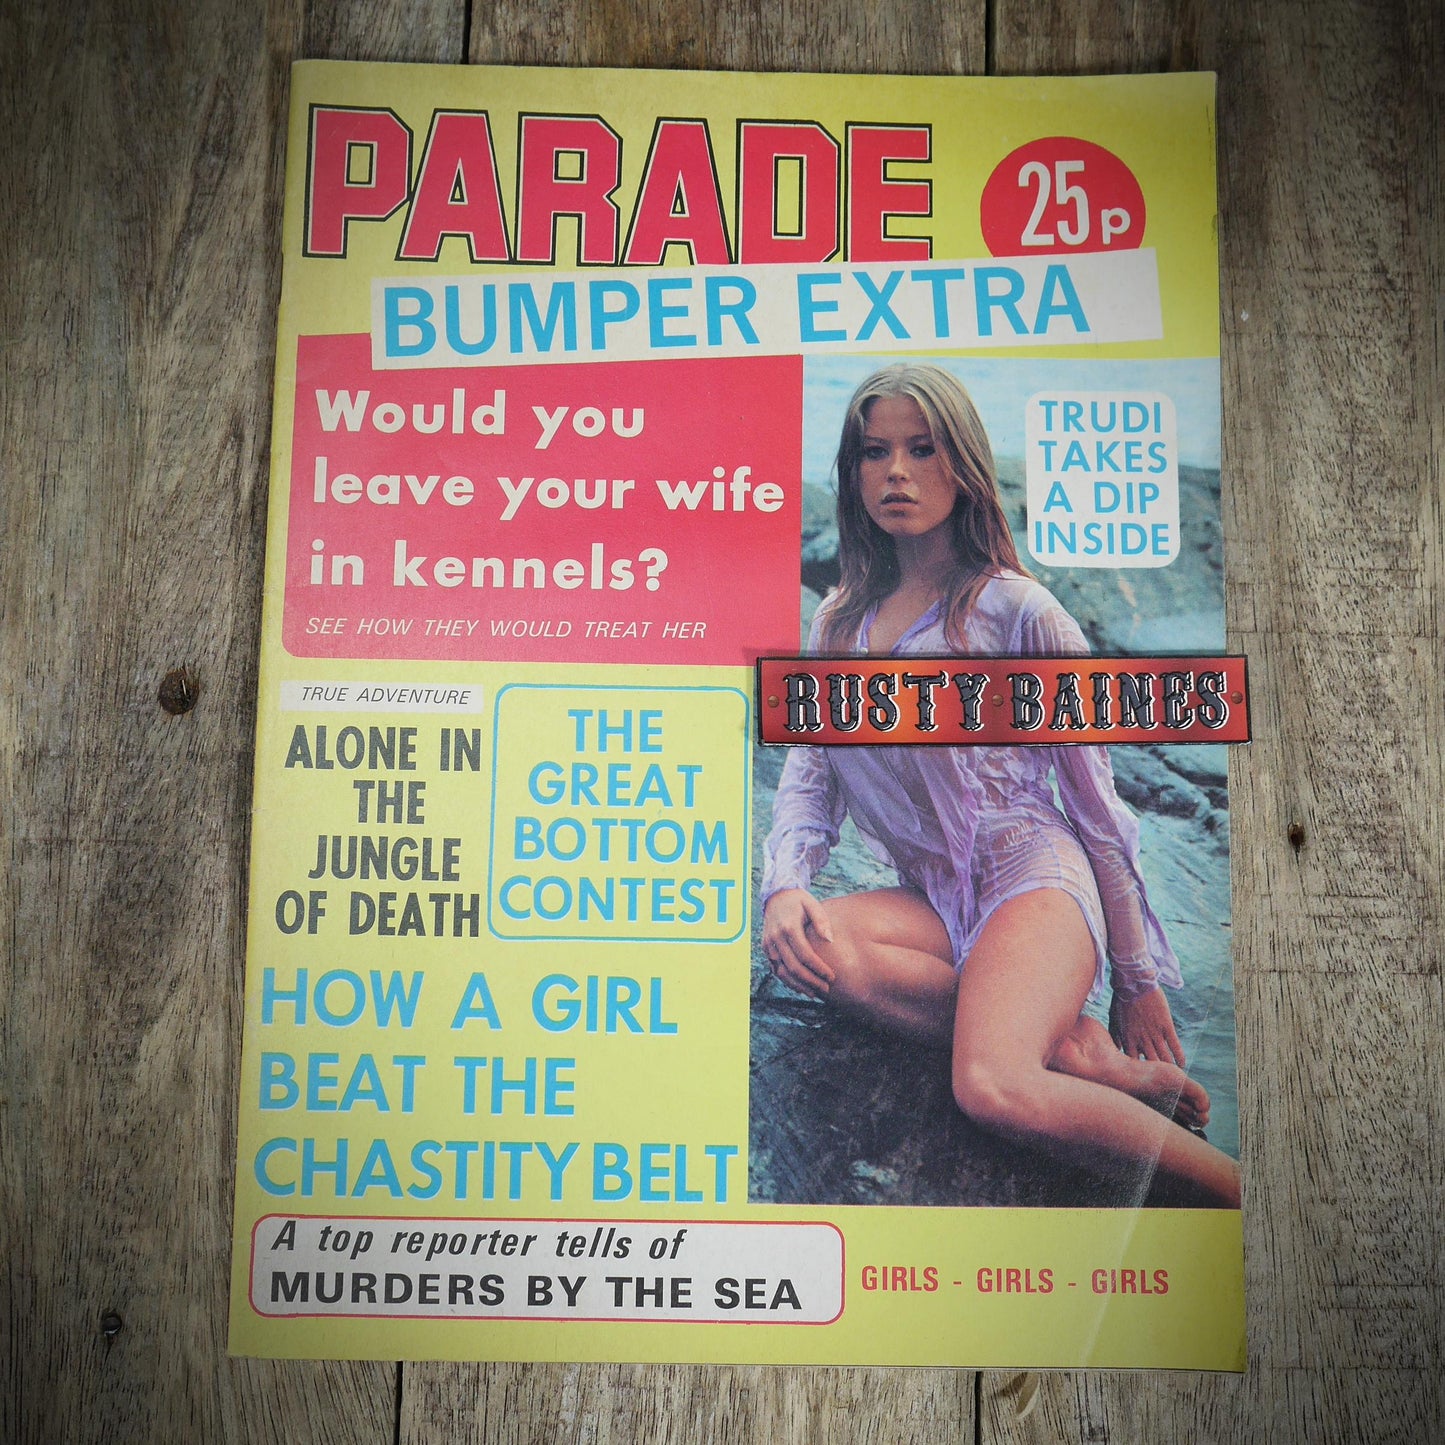 PARADE
25p
BUMPER EXTRA
Would you
leave your wife
in kennels?
SEE HOW THEY WOULD TREAT HER
TRUDI
TAKES
A DIP
INSIDE
RUSTY BAINES
TRUE ADVENTURE
ALONE IN
THE
JUNGLE
OF DEATH
THE
GREAT
BOTTOM
CONTEST
HOW A GIRL
BEAT THE
CHASTITY BELT
A top reporter tells of
MURDERS BY THE SEA
GIRLS - GIRLS - GIRLS